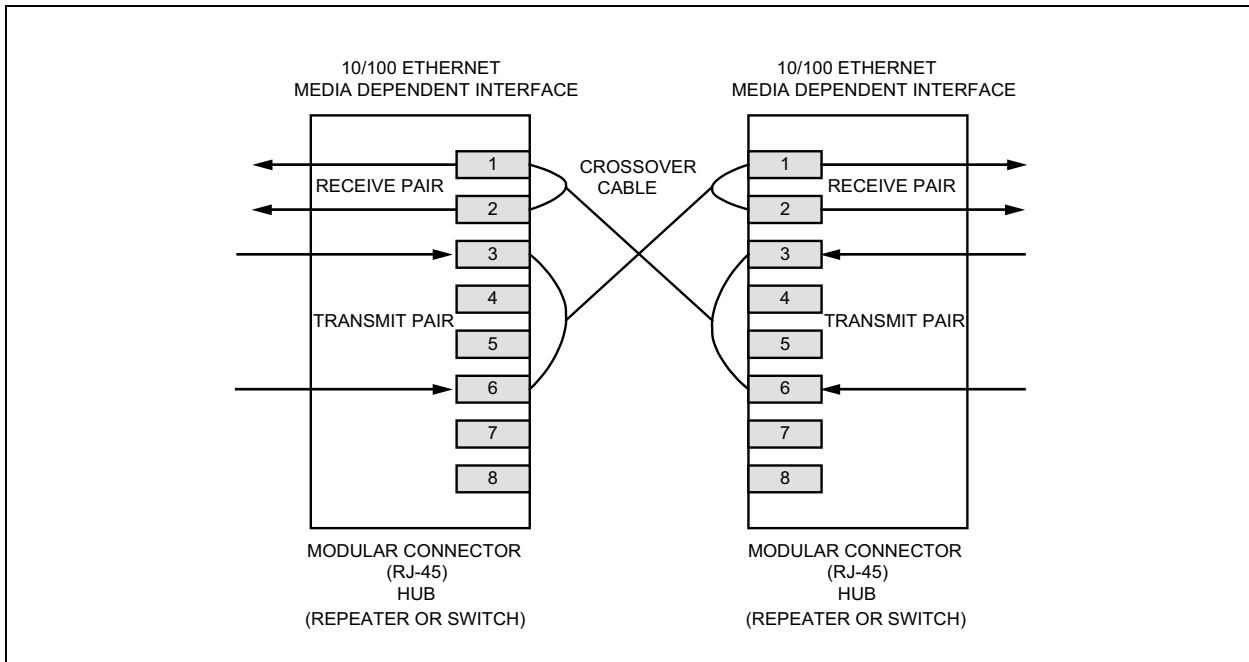 10/100 ETHERNET
MEDIA DEPENDENT INTERFACE
1
RECEIVE PAIR
2
3
4
TRANSMIT PAIR
5
6
7
8
MODULAR CONNECTOR
(RJ-45)
HUB
(REPEATER OR SWITCH)
CROSSOVER
CABLE
10/100 ETHERNET
MEDIA DEPENDENT INTERFACE
1
RECEIVE PAIR
2
3
4
TRANSMIT PAIR
5
6
7
8
MODULAR CONNECTOR
(RJ-45)
HUB
(REPEATER OR SWITCH)